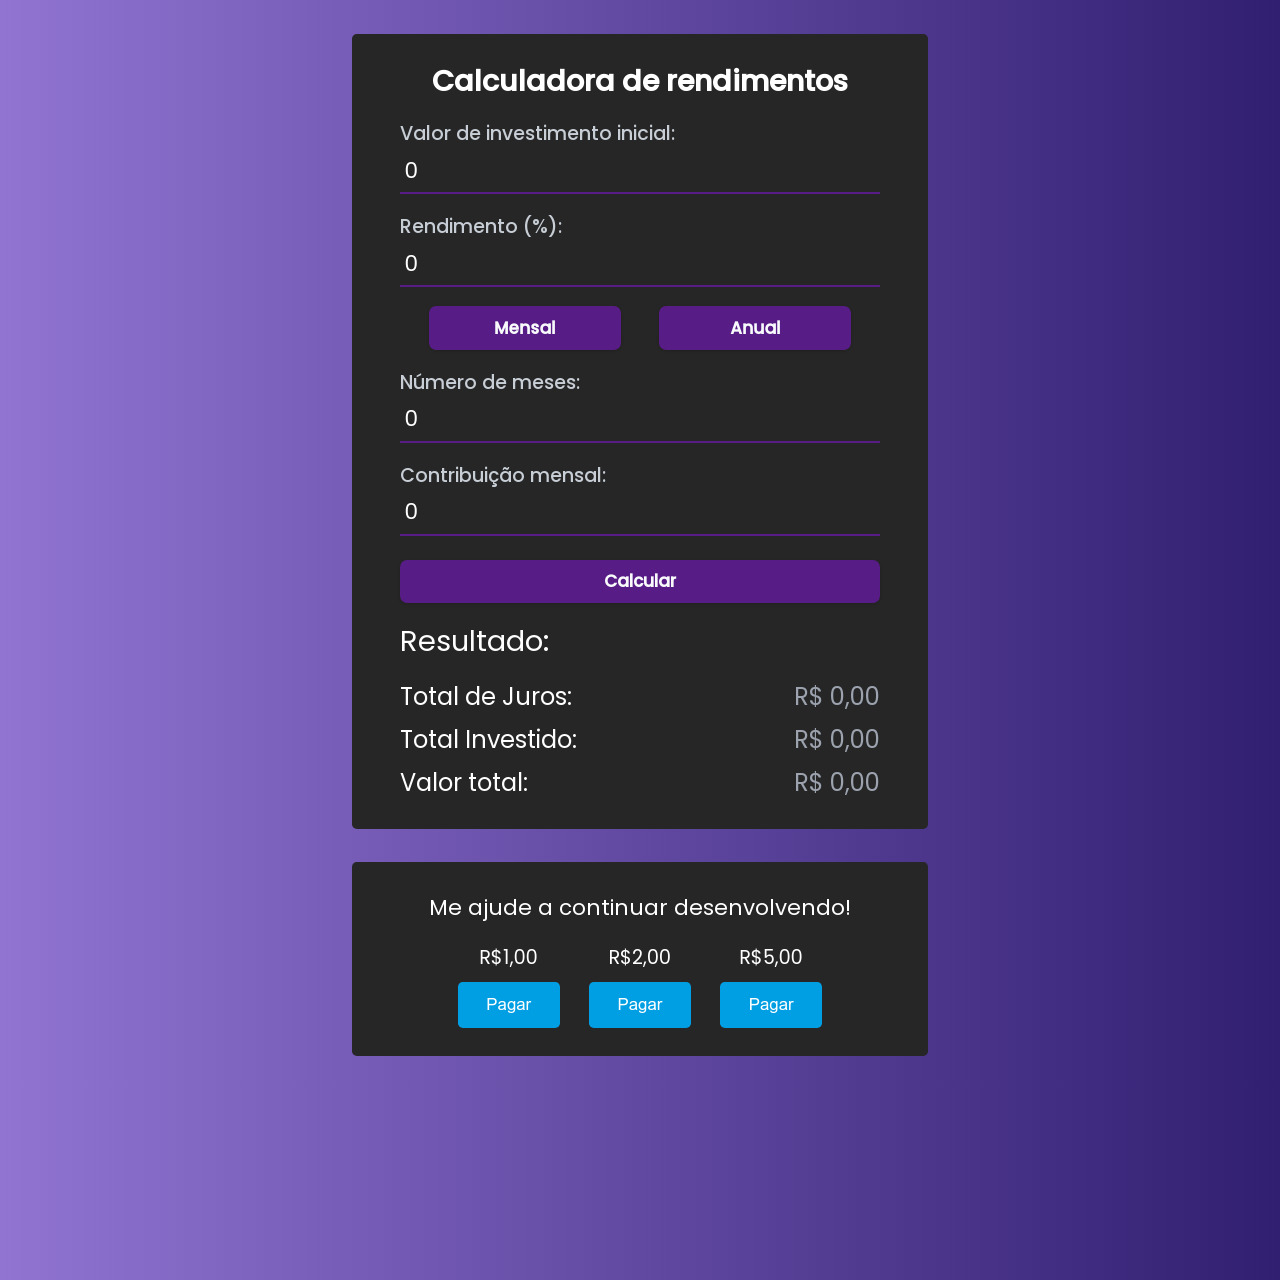 Calculadora de rendimentos
Valor de investimento inicial:
0
Rendimento (%):
0
Mensal Anual
Número de meses:
0
Contribuição mensal:
0
Calcular
Resultado:
Total de Juros: R$ 0,00
Total Investido: R$ 0,00
Valor total: R$ 0,00
Me ajude a continuar desenvolvendo!
R$1,00 R$2,00 R$5,00
Pagar Pagar Pagar